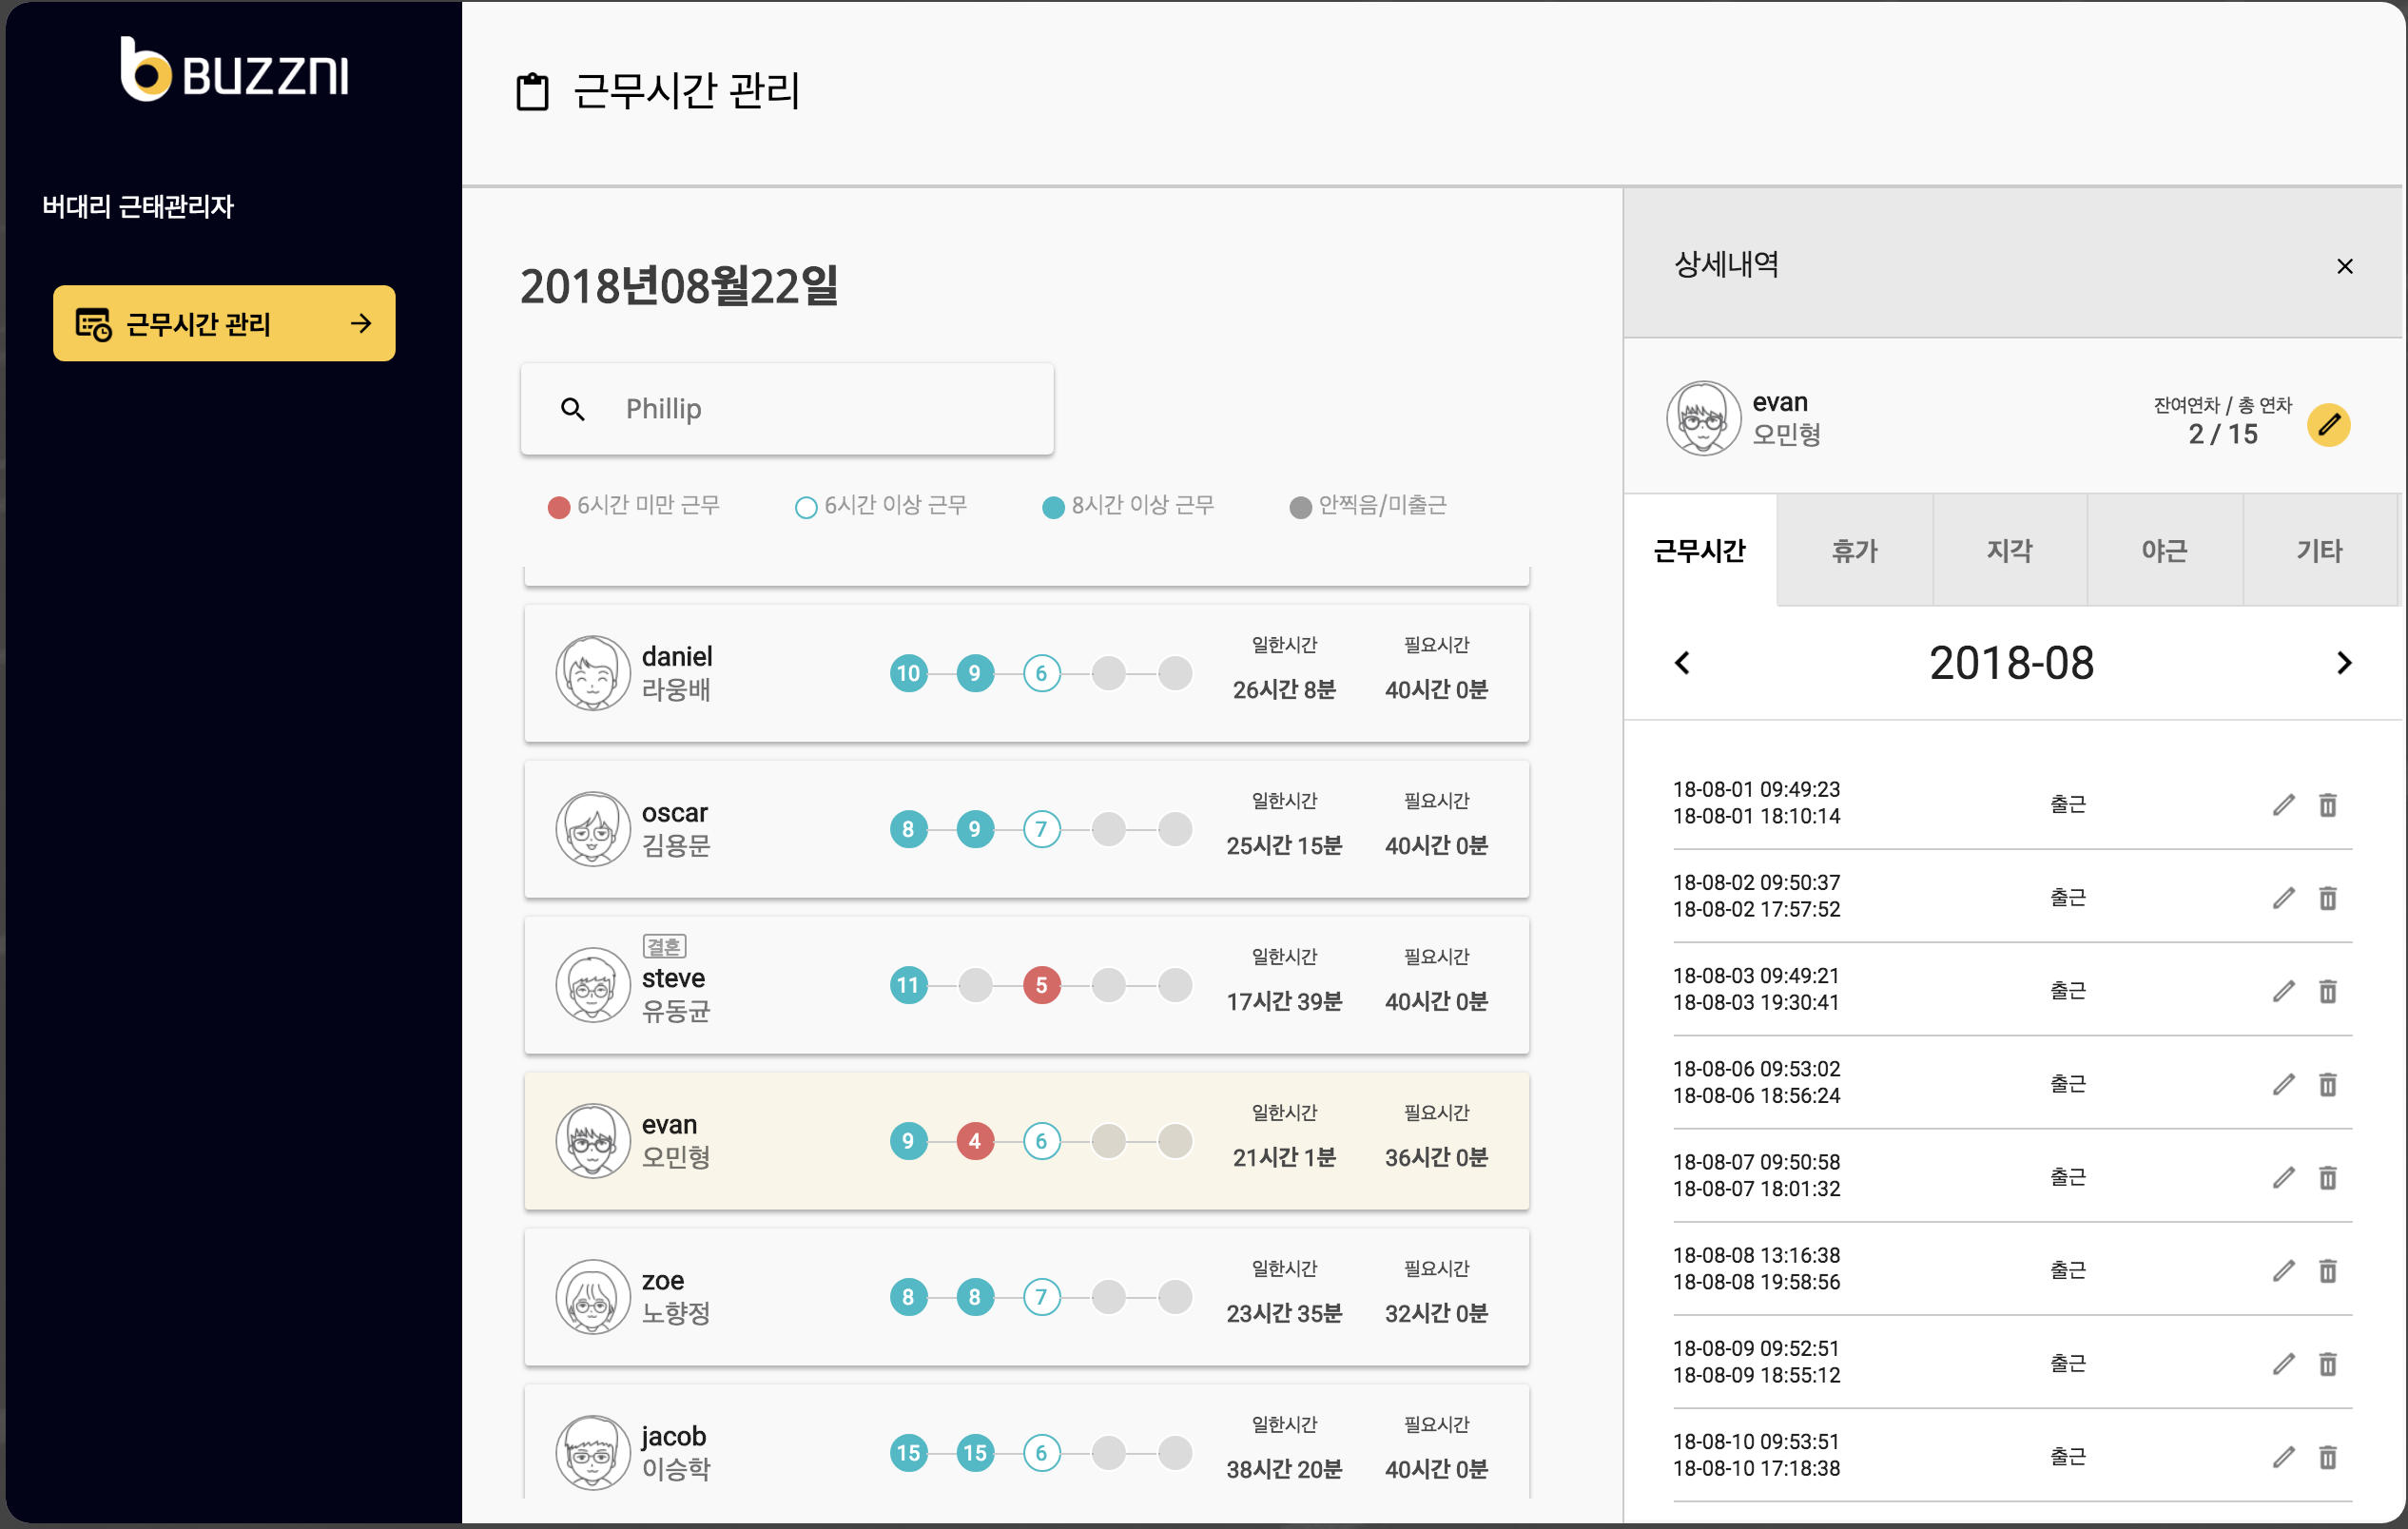 BUZZNI
버대리 근태관리자
근무시간 관리
근무시간 관리
2018년08월22일
Phillip
6시간 미만 근무
6시간 이상 근무
8시간 이상 근무
안찍음/미출근
daniel
라웅배
10 9 6
일한시간
26시간 8분
필요시간
40시간 0분
oscar
김용문
8 9 7
일한시간
25시간 15분
필요시간
40시간 0분
결혼
steve
유동균
11 5
일한시간
17시간 39분
필요시간
40시간 0분
evan
오민형
9 4 6
일한시간
21시간 1분
필요시간
36시간 0분
zoe
노향정
8 8 7
일한시간
23시간 35분
필요시간
32시간 0분
jacob
이승학
15 15 6
일한시간
38시간 20분
필요시간
40시간 0분
상세내역
evan
오민형
잔여연차 / 총 연차
2 / 15
근무시간
휴가
지각
야근
기타
2018-08
18-08-01 09:49:23
18-08-01 18:10:14
출근
18-08-02 09:50:37
18-08-02 17:57:52
출근
18-08-03 09:49:21
18-08-03 19:30:41
출근
18-08-06 09:53:02
18-08-06 18:56:24
출근
18-08-07 09:50:58
18-08-07 18:01:32
출근
18-08-08 13:16:38
18-08-08 19:58:56
출근
18-08-09 09:52:51
18-08-09 18:55:12
출근
18-08-10 09:53:51
18-08-10 17:18:38
출근